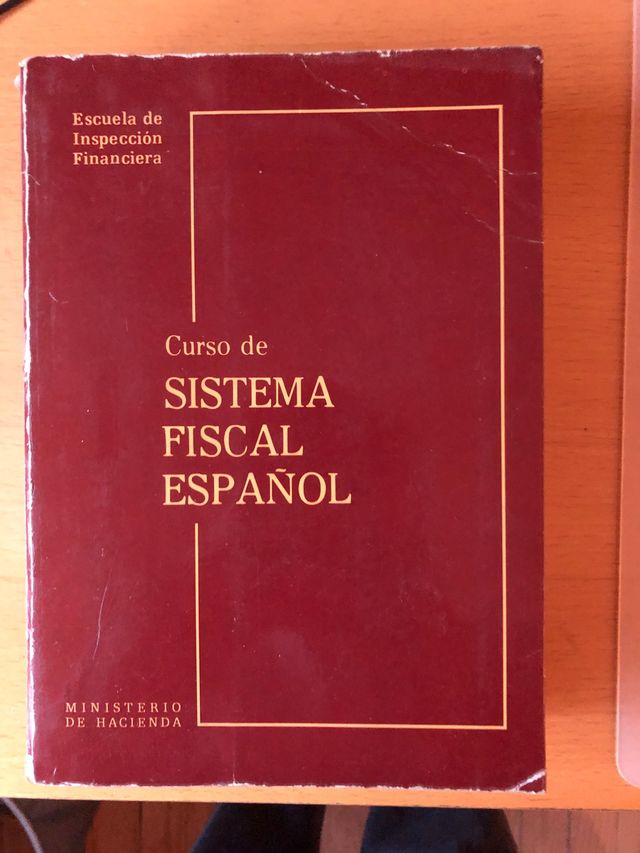 Escuela de
Inspección
Financiera
Curso de
SISTEMA
FISCAL
ESPAÑOL
MINISTERIO
DE HACIENDA